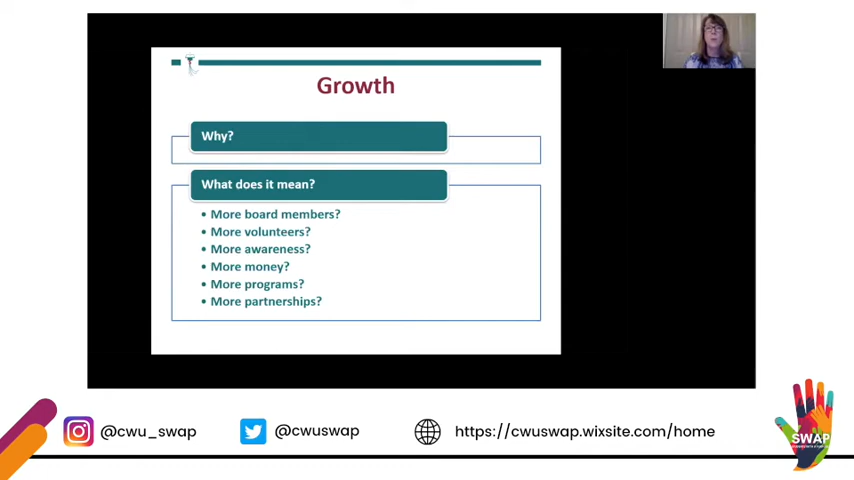 Growth
Why?
What does it mean?
• More board members?
• More volunteers?
• More awareness?
• More money?
• More programs?
• More partnerships?
@cwu_swap
@cwuswap
https://cwuswap.wixsite.com/home
SWAP